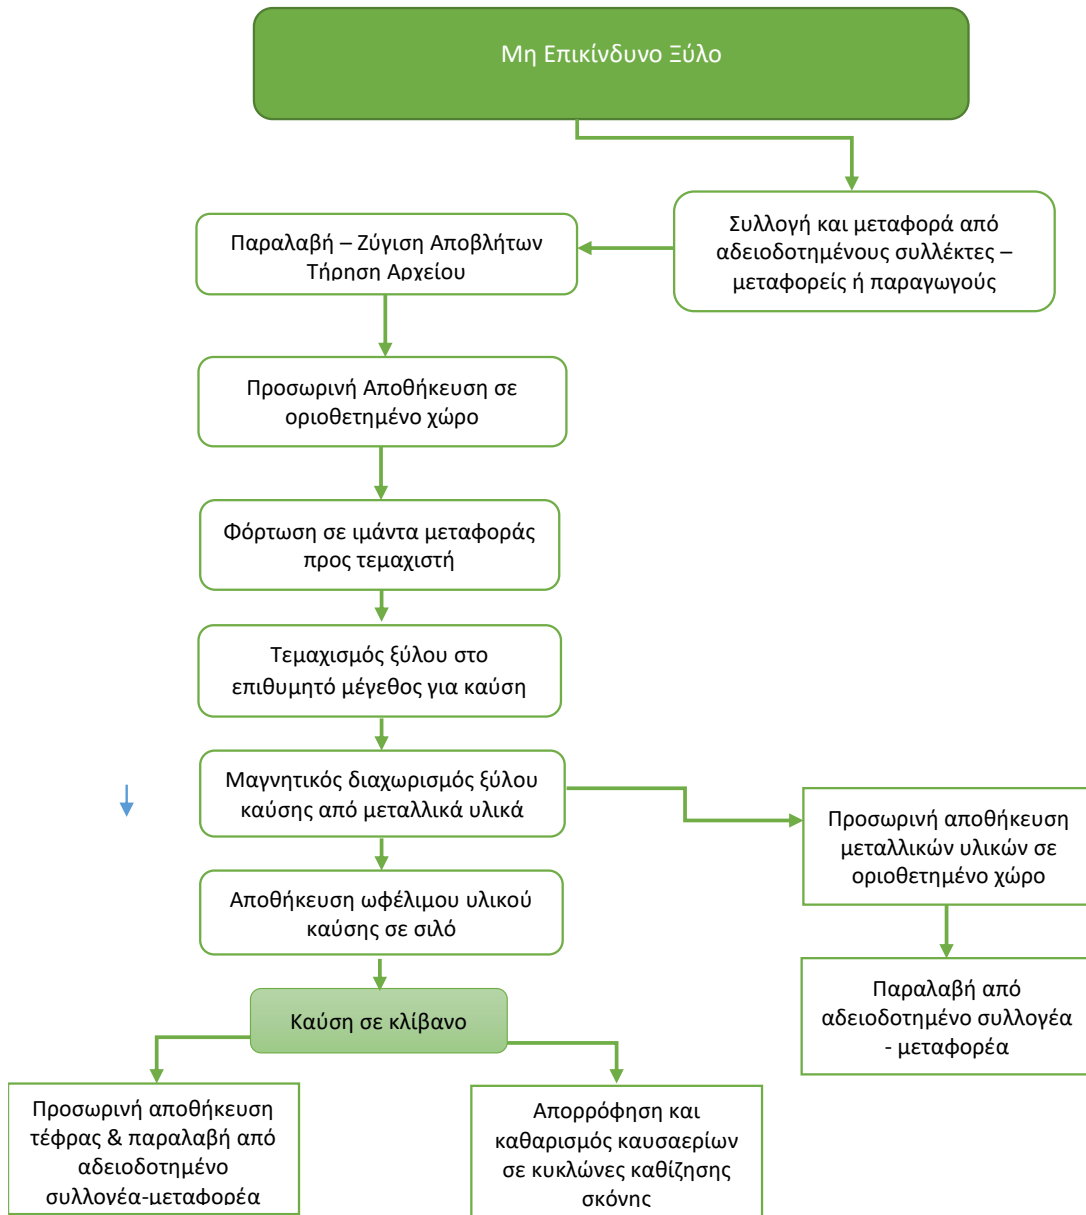 Μη Επικίνδυνο Ξύλο
Συλλογή και μεταφορά από
αδειοδοτημένους συλλέκτες –
μεταφορείς ή παραγωγούς
Παραλαβή – Ζύγιση Αποβλήτων
Τήρηση Αρχείου
Προσωρινή Αποθήκευση σε
οριοθετημένο χώρο
Φόρτωση σε ιμάντα μεταφοράς
προς τεμαχιστή
Τεμαχισμός ξύλου στο
επιθυμητό μέγεθος για καύση
Μαγνητικός διαχωρισμός ξύλου
καύσης από μεταλλικά υλικά
Προσωρινή αποθήκευση
μεταλλικών υλικών σε
οριοθετημένο χώρο
Αποθήκευση ωφέλιμου υλικού
καύσης σε σιλό
Παραλαβή από
αδειοδοτημένο συλλογέα
- μεταφορέα
Καύση σε κλίβανο
Προσωρινή αποθήκευση
τέφρας & παραλαβή από
αδειοδοτημένο
συλλογέα-μεταφορέα
Απορρόφηση και
καθαρισμός καυσαερίων
σε κυκλώνες καθίζησης
σκόνης